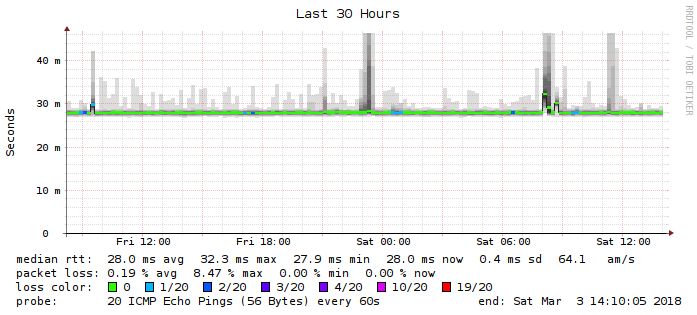 Last 30 Hours
RRDTOOL / TOBI OETIKER
Seconds
40 m
30 m
20 m
10 m
0
Fri 12:00 Fri 18:00 Sat 00:00 Sat 06:00 Sat 12:00
median rtt: 28.0 ms avg 32.3 ms max 27.9 ms min 28.0 ms now 0.4 ms sd 64.1 am/s
packet loss: 0.19 % avg 8.47 % max 0.00 % min 0.00 % now
loss color: 0 1/20 2/20 3/20 4/20 10/20 19/20
probe: 20 ICMP Echo Pings (56 Bytes) every 60s end: Sat Mar 3 14:10:05 2018